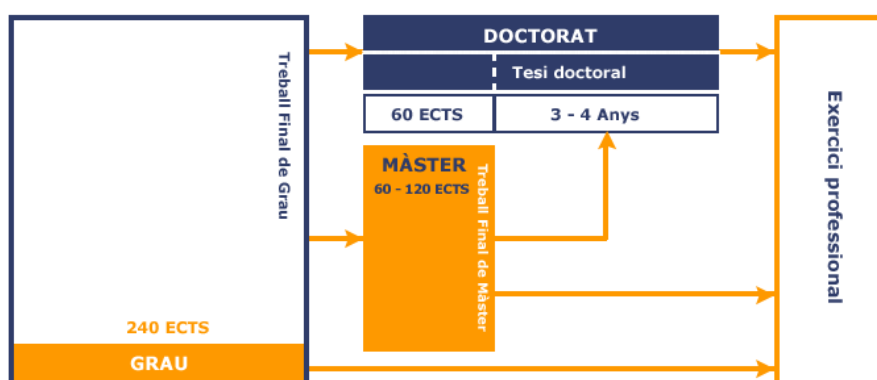 Treball Final de Grau
240 ECTS
GRAU
DOCTORAT
Tesi doctoral
60 ECTS
3 - 4 Anys
MÀSTER
60 - 120 ECTS
Treball Final de Màster
Exercici professional